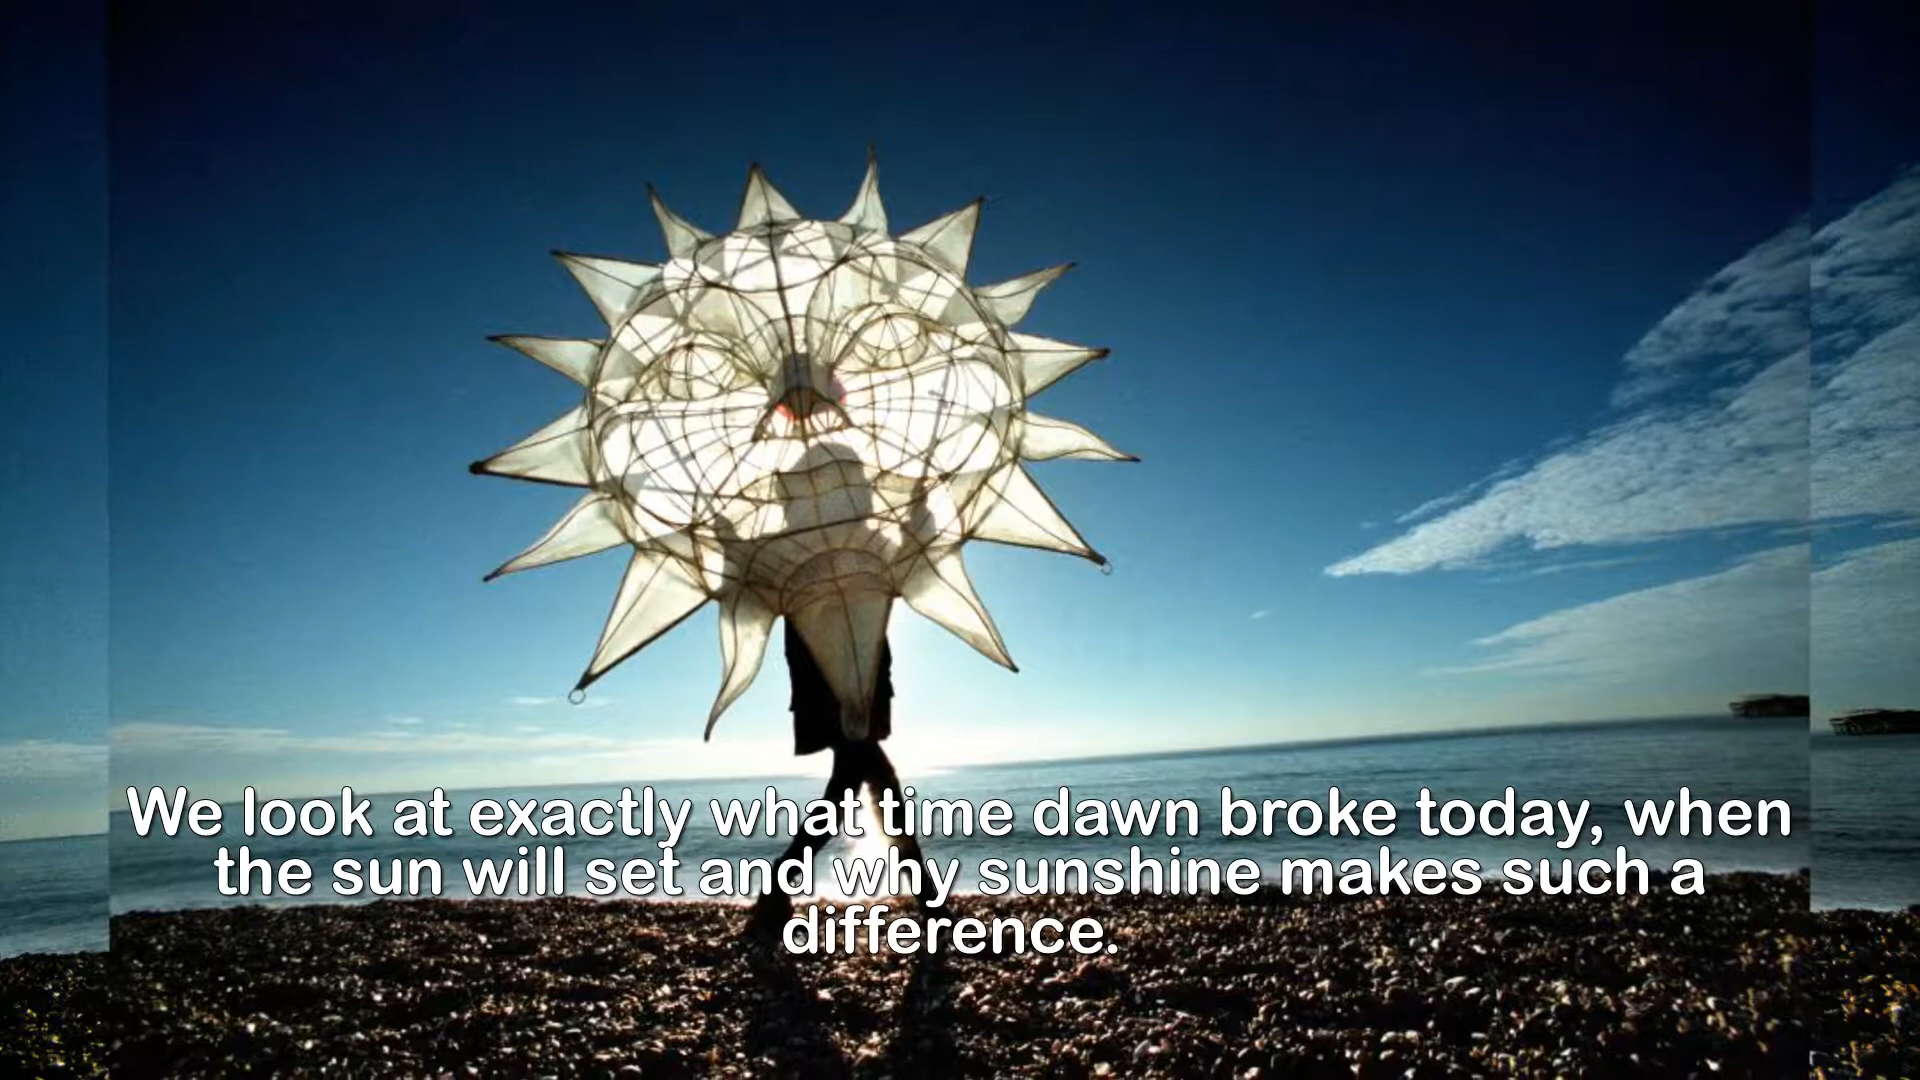 We look at exactly what time dawn broke today, when
the sun will set and why sunshine makes such a
difference.